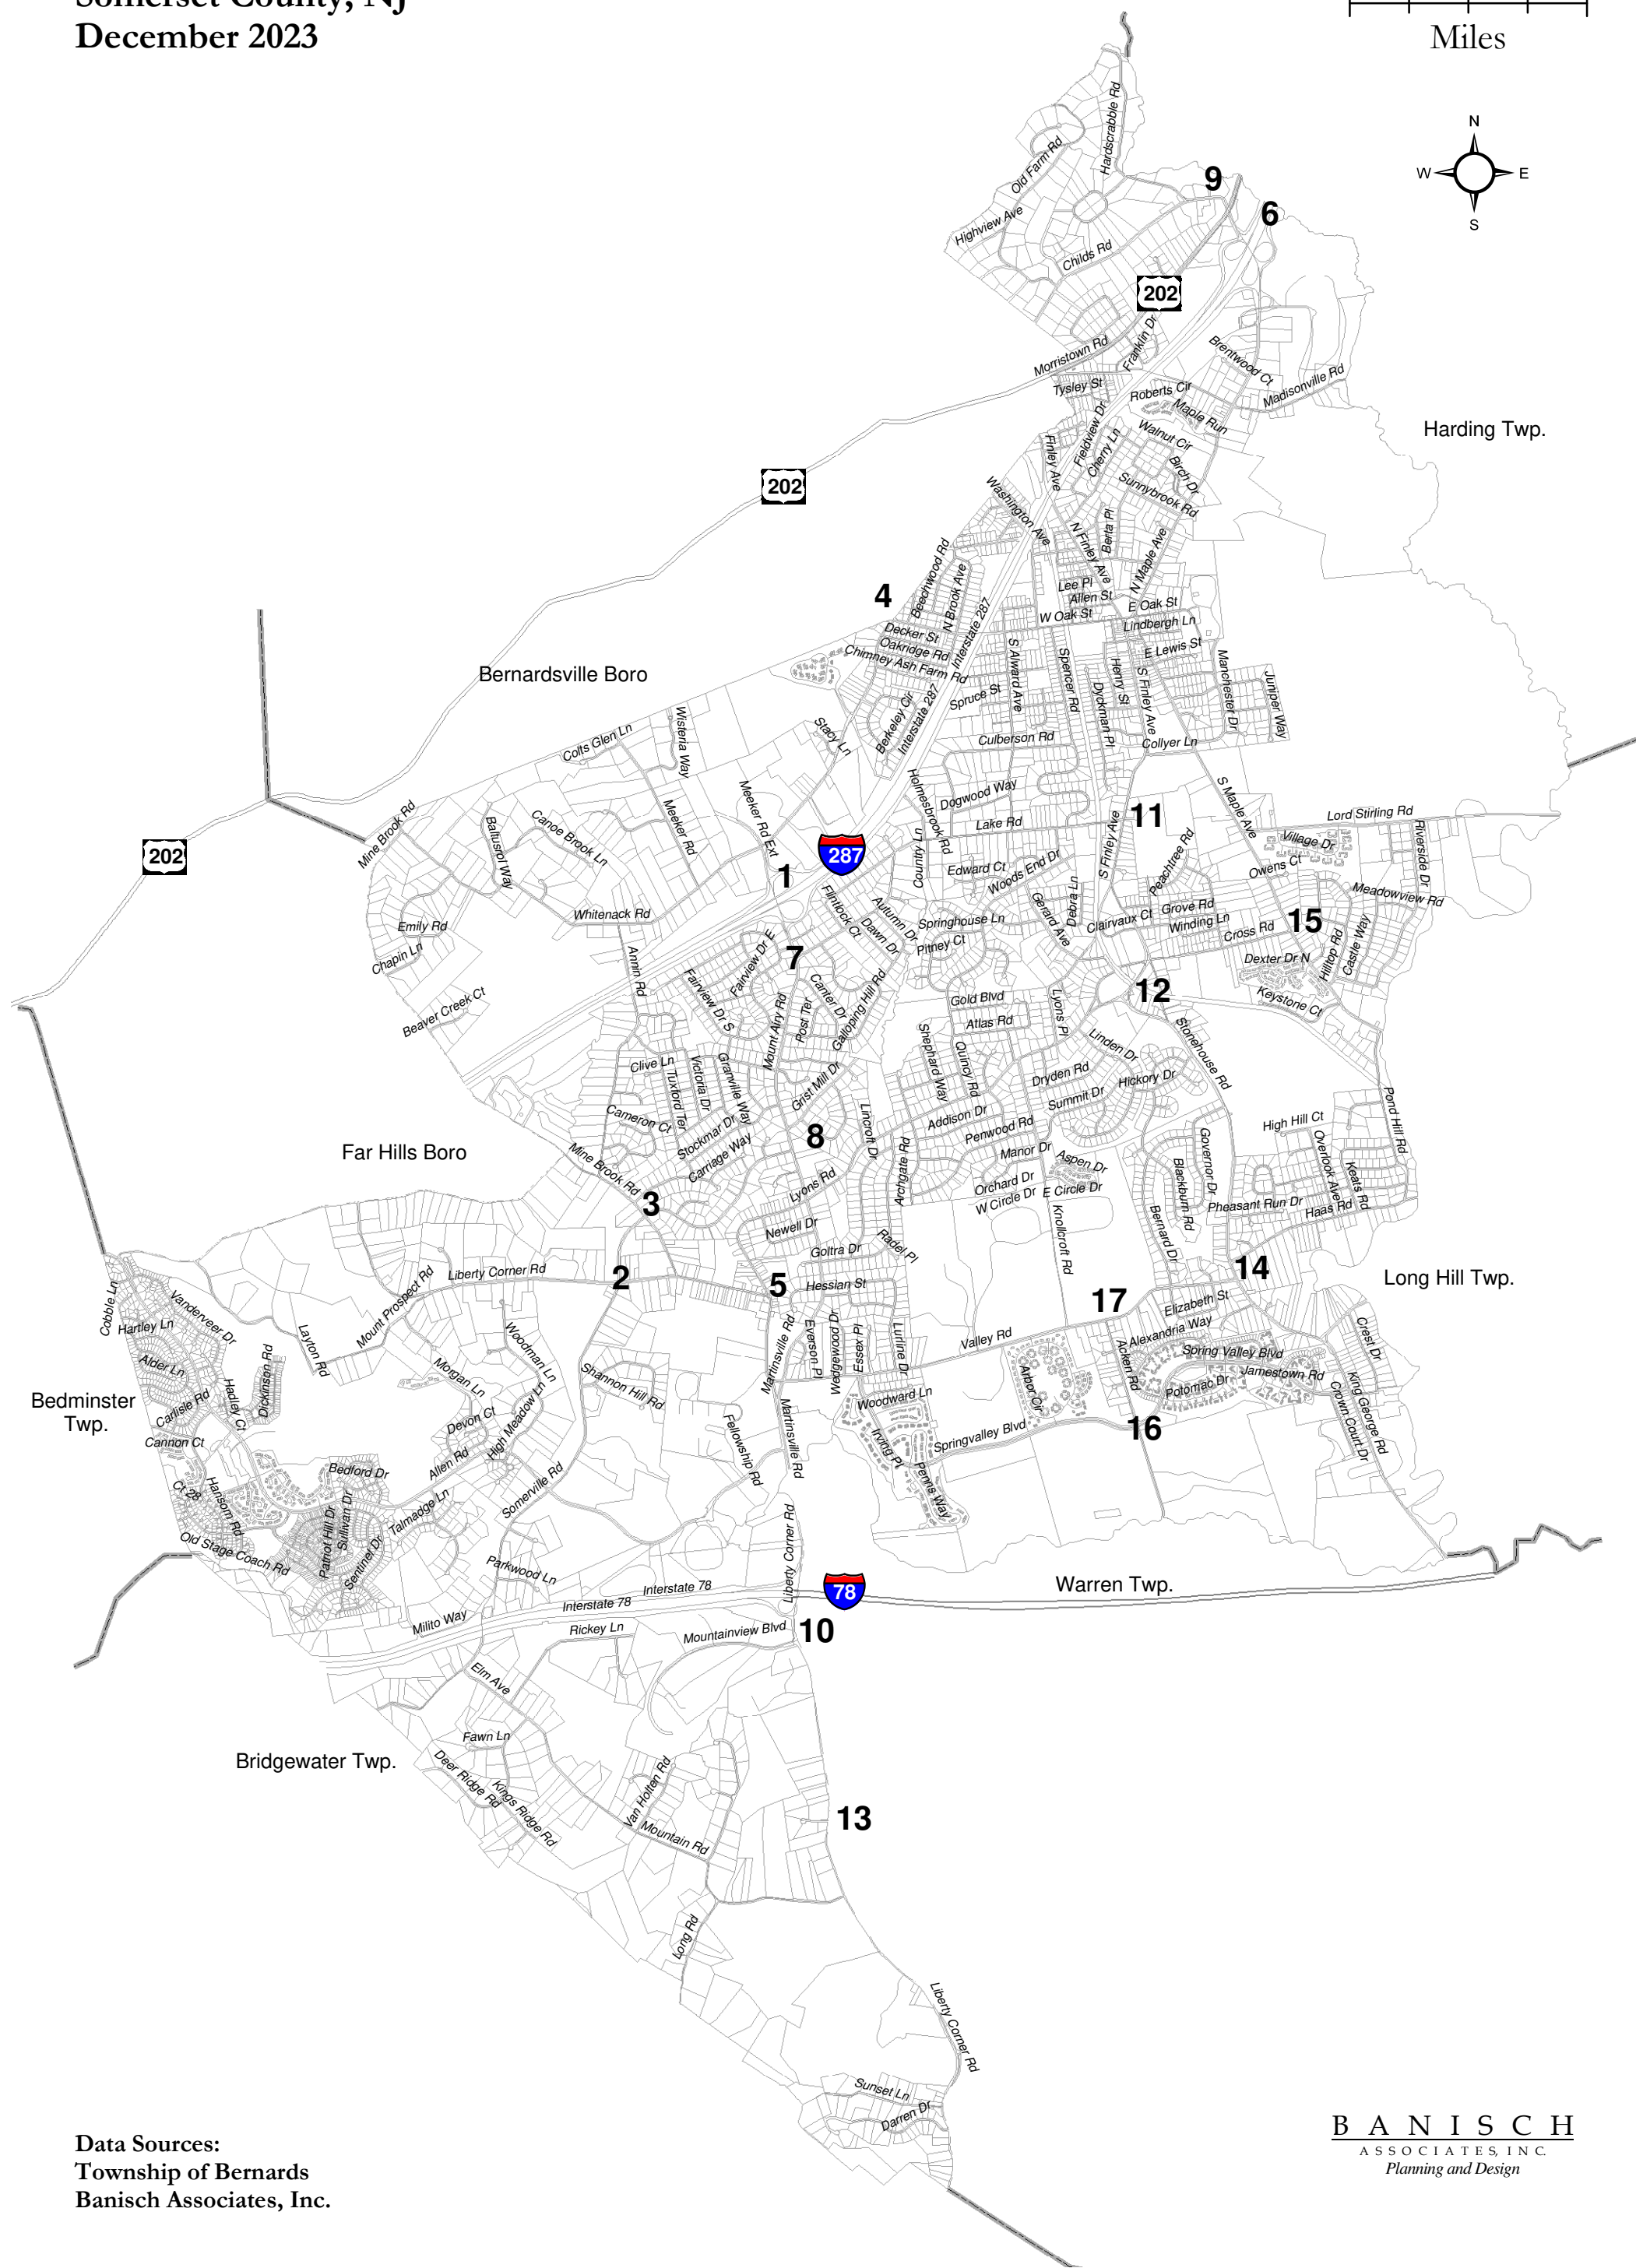 Somerset County, NJ
December 2023
Miles
N
W
E
S
Hardscrabble Rd
Old Farm Rd
9
6
Highview Ave
Childs Rd
202
Franklin Dr
Morristown Rd
Brentwood Ct
Tysley St
Roberts Cir
Madisonville Rd
Maple Run
Harding Twp.
Fieldview Dr
Cherry Ln
Walnut Cir
Finley Ave
Birch Dr
202
Sunnybrook Rd
Washington Ave
Berta Pl
N Finley Ave
N Maple Ave
Beechwood Rd
N Brook Ave
4
Lee Pl
Allen St
E Oak St
W Oak St
Lindbergh Ln
Decker St
Oakridge Rd
Interstate 287
Chimney Ash Farm Rd
E Lewis St
Bernardsville Boro
S Alward Ave
Spencer Rd
Henry St
S Finley Ave
Manchester Dr
Juniper Way
Spruce St
Dyckman Pl
Berkeley Cir
Interstate 287
Wisteria Way
Colts Glen Ln
Stacy Ln
Culberson Rd
Collyer Ln
Holmesbrook Rd
Dogwood Way
S Maple Ave
Mine Brook Rd
Baltusrol Way
Canoe Brook Ln
Meeker Rd
Meeker Rd Ext
Lake Rd
11
Lord Stirling Rd
Village Dr
Riverside Dr
202
287
Country Ln
S Finley Ave
Peachtree Rd
Owens Ct
1
Edward Ct
Woods End Dr
Meadowview Rd
Flintlock Ct
Autumn Dr
Debra Ln
Gerard Ave
Whitenack Rd
Dawn Dr
Springhouse Ln
Clairvaux Ct
Grove Rd
Winding Ln
15
Emily Rd
Pitney Ct
Cross Rd
Chapin Ln
Annin Rd
Fairview Dr E
7
Hilltop Rd
Castle Way
Dexter Dr N
Fairview Dr S
Canter Dr
Galloping Hill Rd
12
Keystone Ct
Beaver Creek Ct
Post Ter
Gold Blvd
Lyons Pl
Mount Airy Rd
Atlas Rd
Shephard Way
Linden Dr
Stonehouse Rd
Quincy Rd
Clive Ln
Tuxford Ter
Victoria Dr
Granville Way
Grist Mill Dr
Dryden Rd
Hickory Dr
Summit Dr
Pond Hill Rd
Cameron Ct
Lincroft Dr
Addison Dr
High Hill Ct
Stockmar Dr
8
Penwood Rd
Far Hills Boro
Mine Brook Rd
Carriage Way
Archgate Rd
Manor Dr
Aspen Dr
Governor Dr
Blackburn Rd
Overlook Ave
Keats Rd
Lyons Rd
Orchard Dr
W Circle Dr
E Circle Dr
3
Pheasant Run Dr
Haas Rd
Newell Dr
Knollcroft Rd
Bernard Dr
Radel Pl
Goltra Dr
Liberty Corner Rd
2
5
Hessian St
14
Long Hill Twp.
Mount Prospect Rd
Cobble Ln
Vanderveer Dr
17
Elizabeth St
Hartley Ln
Layton Rd
Woodman Ln
Martinsville Rd
Everson Pl
Wedgewood Dr
Essex Pl
Lurline Dr
Valley Rd
Alexandria Way
Crest Dr
Alder Ln
Dickinson Rd
Morgan Ln
Shannon Hill Rd
Acken Rd
Spring Valley Blvd
Arbor Cir
Jamestown Rd
Bedminster
Twp.
Carlisle Rd
Hadley Ct
High Meadow Ln
Woodward Ln
Potomac Dr
King George Rd
Crown Court Dr
Devon Ct
Martinsville Rd
Fellowship Rd
16
Cannon Ct
Allen Rd
Irving Pl
Springvalley Blvd
Bedford Dr
Ct 28
Hansom Rd
Somerville Rd
Penns Way
Talmadge Ln
Patriot Hill Dr
Sullivan Dr
Sentinel Dr
Old Stage Coach Rd
Liberty Corner Rd
Parkwood Ln
Interstate 78
78
Warren Twp.
Interstate 78
Milito Way
Rickey Ln
Mountainview Blvd
10
Elm Ave
Fawn Ln
Bridgewater Twp.
Deer Ridge Rd
Kings Ridge Rd
Van Holten Rd
13
Mountain Rd
Long Rd
Liberty Corner Rd
Sunset Ln
Darren Dr
Data Sources:
Township of Bernards
Banisch Associates, Inc.
BANISCH
ASSOCIATES, INC.
Planning and Design